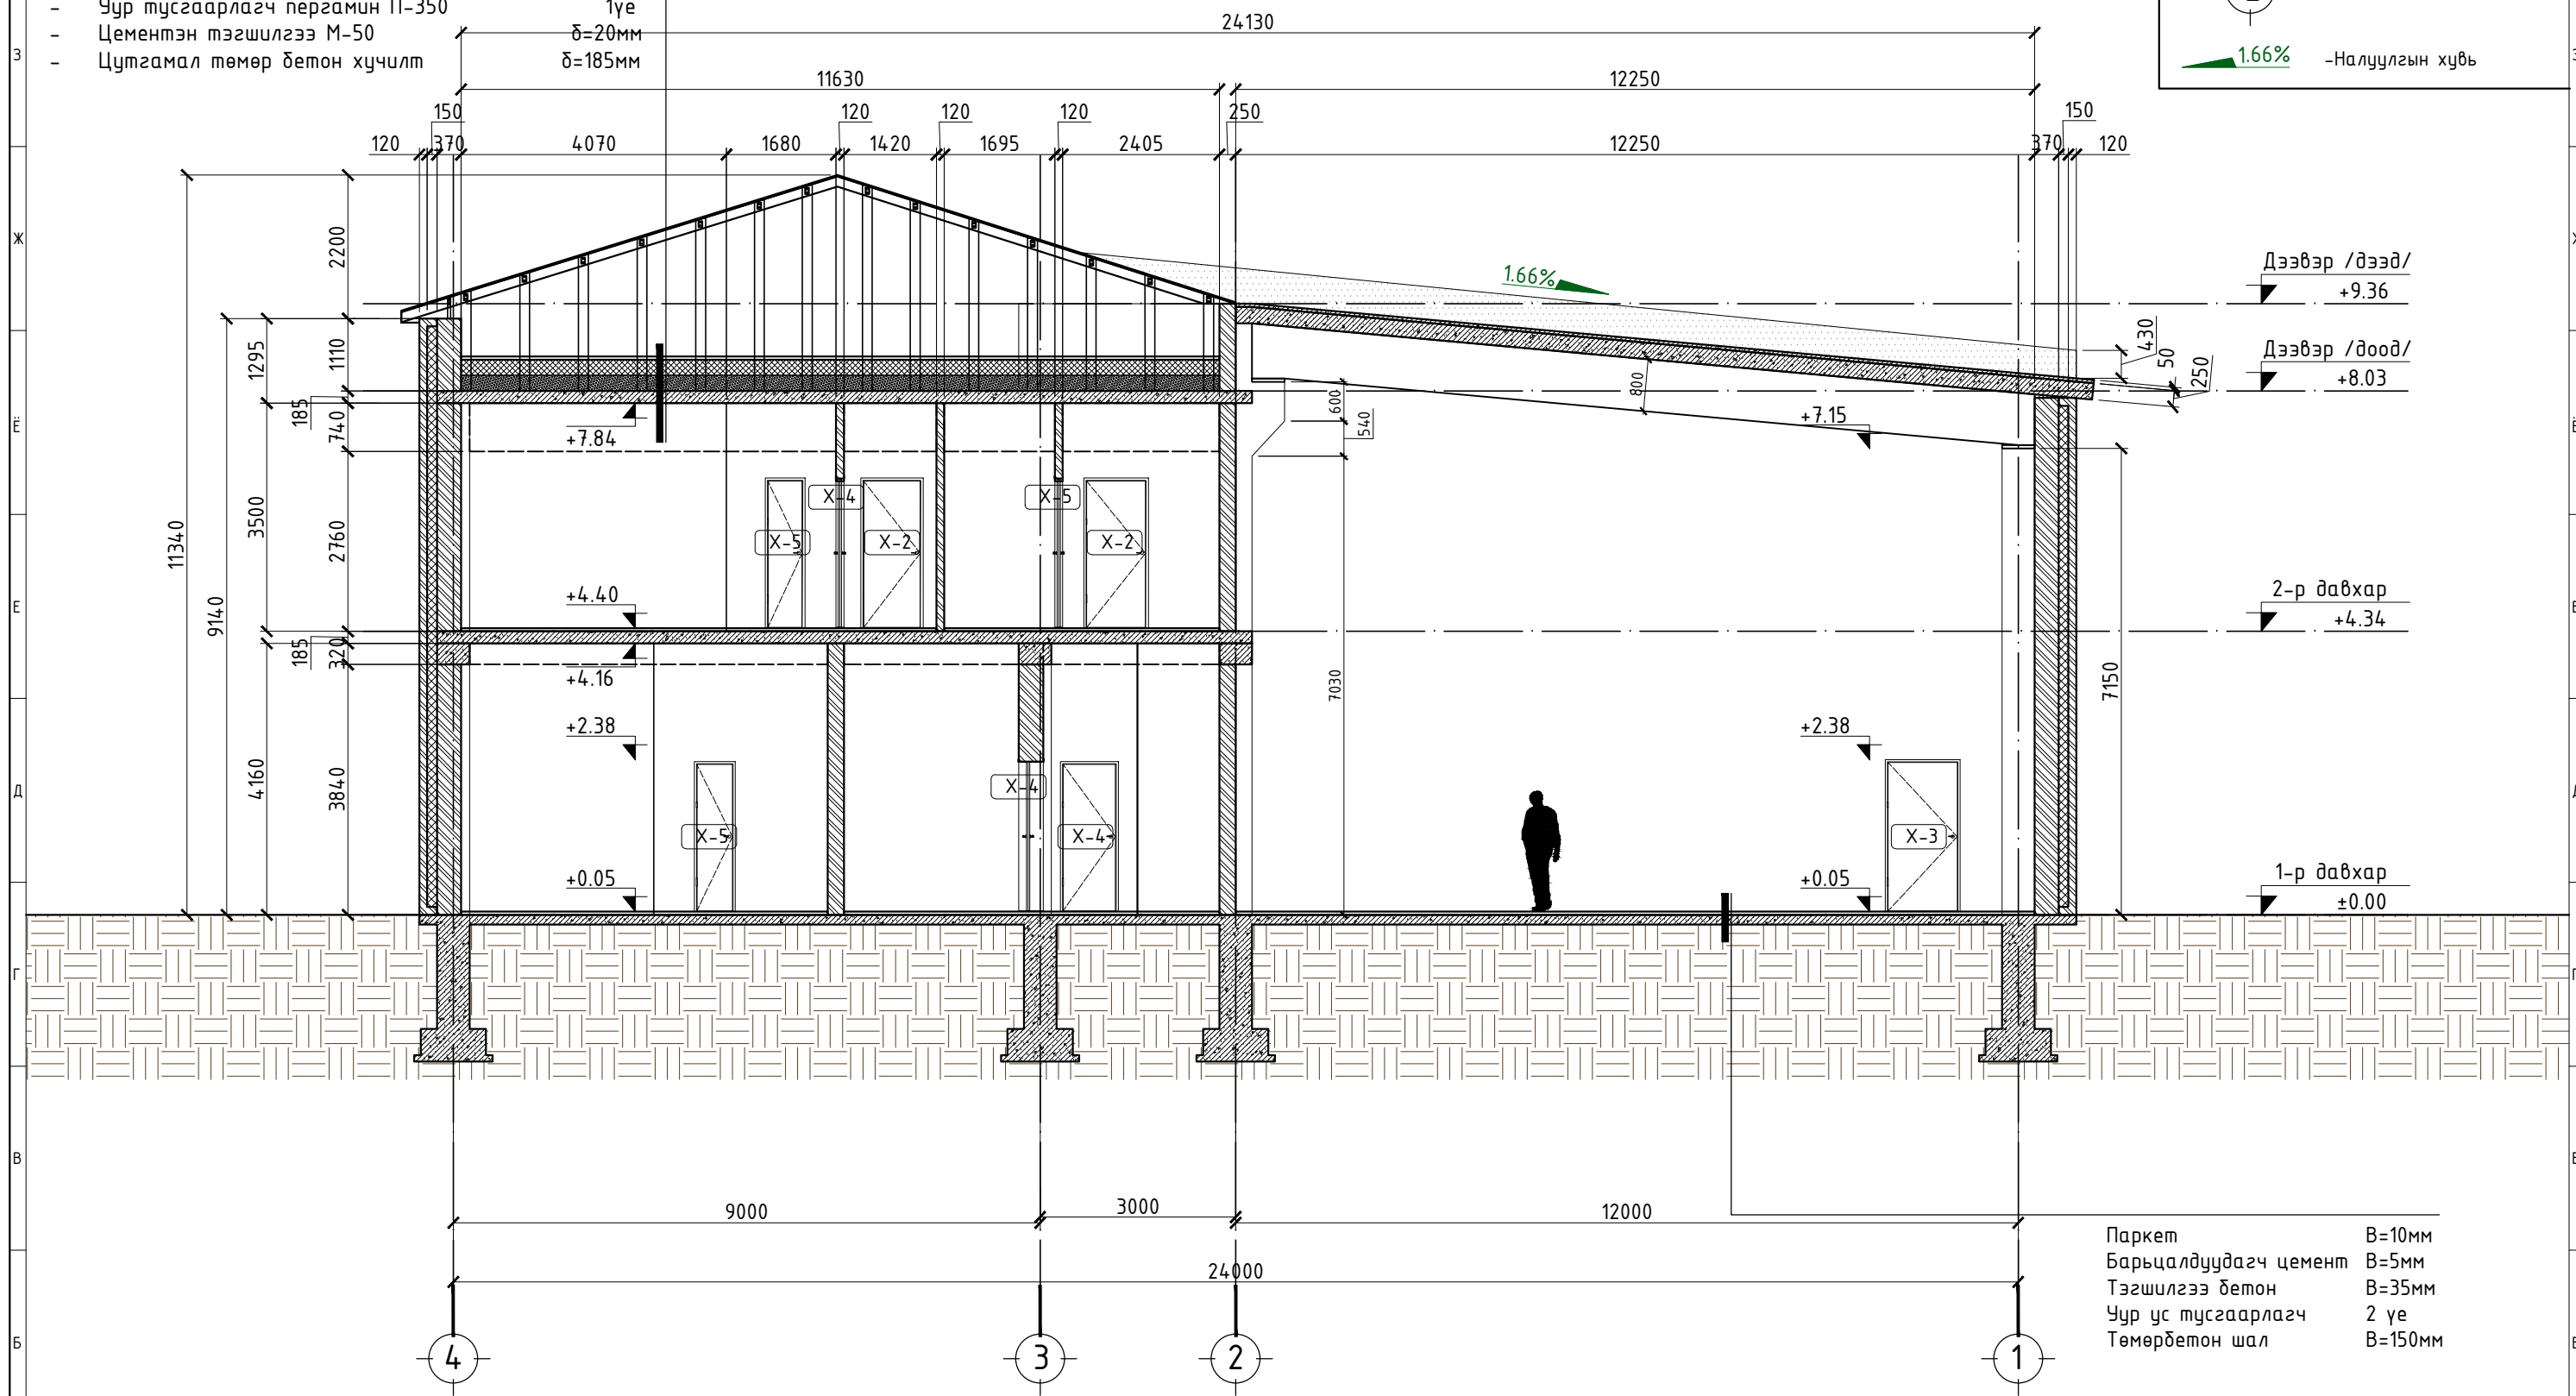 - Уур тусгаарлагч пергамин П-350 1үе
- Цементэн тэгшилгээ М-50 δ=20мм
- Цутгамал төмөр бетон хучилт δ=185мм
1.66% -Налуулгын хувь
24130
11630 12250
150 120 120 120 250 150
120 370 4070 1680 1420 1695 2405 12250 370 120
З
Ж
Ё
Е
Д
Г
В
Б
2200
1295 1110
185 740
11340 9140 3500 2760
185 320
4160 3840
1.66%
Дээвэр /дээд/
+9.36
430 50 250
Дээвэр /доод/
+8.03
800
600
540
+7.84
+7.15
X-4 X-5
X-5 X-2 X-2
+4.40
2-р давхар
+4.34
+4.16
7030
7150
+2.38 +2.38
X-4
X-5 X-4 X-3
+0.05 +0.05
1-р давхар
±0.00
9000 3000 12000
24000
4 3 2 1
Паркет В=10мм
Барьцалдуудагч цемент В=5мм
Тэгшилгээ бетон В=35мм
Уур ус тусгаарлагч 2 үе
Төмөрбетон шал В=150мм